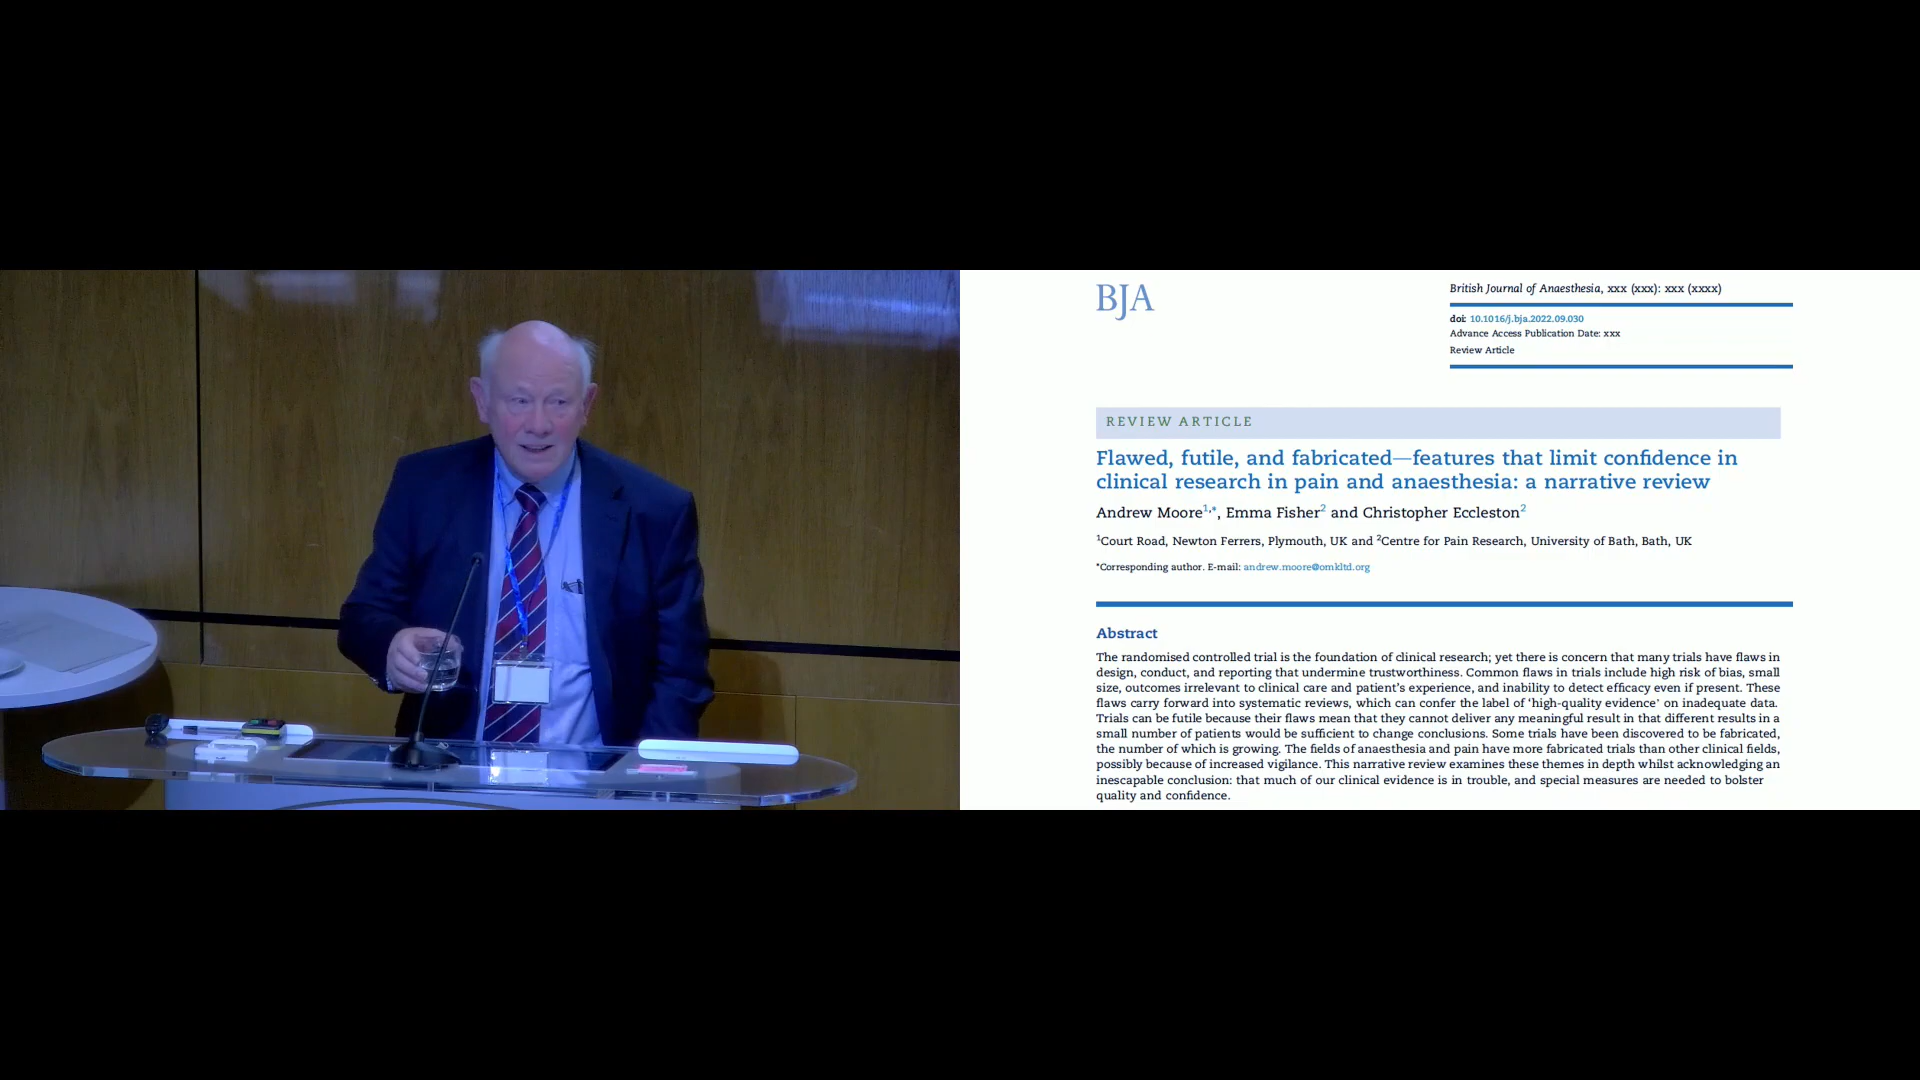 BJA
British Journal of Anaesthesia, xxx (xxx): xxx (xxxx)
doi: 10.1016/j.bja.2022.09.030
Advance Access Publication Date: xxx
Review Article
REVIEW ARTICLE
Flawed, futile, and fabricated—features that limit confidence in
clinical research in pain and anaesthesia: a narrative review
Andrew Moore1,*, Emma Fisher2 and Christopher Eccleston2
1Court Road, Newton Ferrers, Plymouth, UK and 2Centre for Pain Research, University of Bath, Bath, UK
*Corresponding author. E-mail: andrew.moore@omkltd.org
Abstract
The randomised controlled trial is the foundation of clinical research; yet there is concern that many trials have flaws in
design, conduct, and reporting that undermine trustworthiness. Common flaws in trials include high risk of bias, small
size, outcomes irrelevant to clinical care and patient's experience, and inability to detect efficacy even if present. These
flaws carry forward into systematic reviews, which can confer the label of 'high-quality evidence' on inadequate data.
Trials can be futile because their flaws mean that they cannot deliver any meaningful result in that different results in a
small number of patients would be sufficient to change conclusions. Some trials have been discovered to be fabricated,
the number of which is growing. The fields of anaesthesia and pain have more fabricated trials than other clinical fields,
possibly because of increased vigilance. This narrative review examines these themes in depth whilst acknowledging an
inescapable conclusion: that much of our clinical evidence is in trouble, and special measures are needed to bolster
quality and confidence.